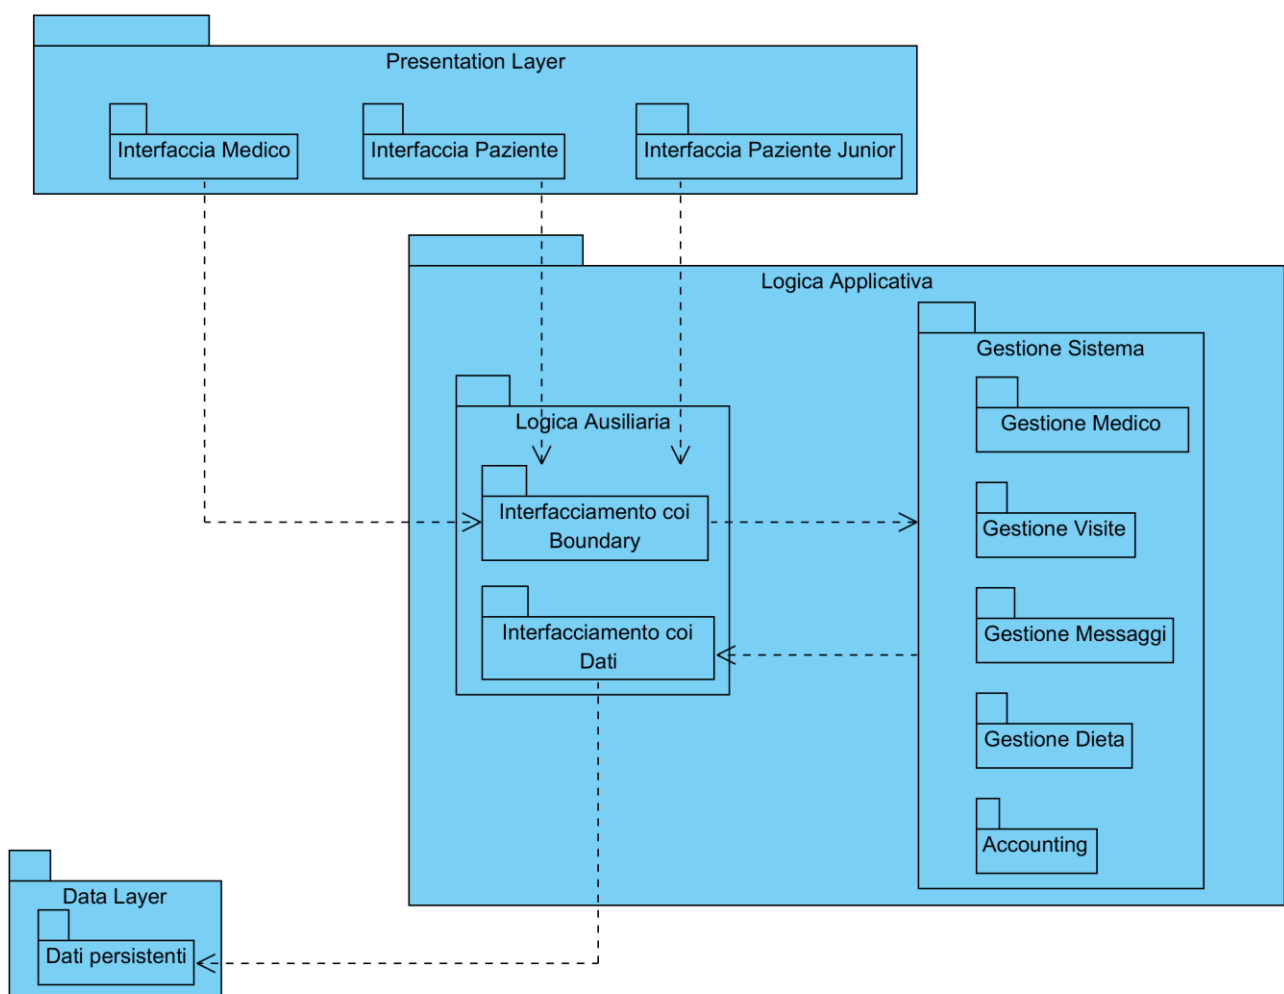 Presentation Layer
Interfaccia Medico
Interfaccia Paziente
Interfaccia Paziente Junior
Logica Applicativa
Gestione Sistema
Gestione Medico
Logica Ausiliaria
Interfacciamento coi
Boundary
Gestione Visite
Interfacciamento coi
Dati
Gestione Messaggi
Gestione Dieta
Accounting
Data Layer
Dati persistenti